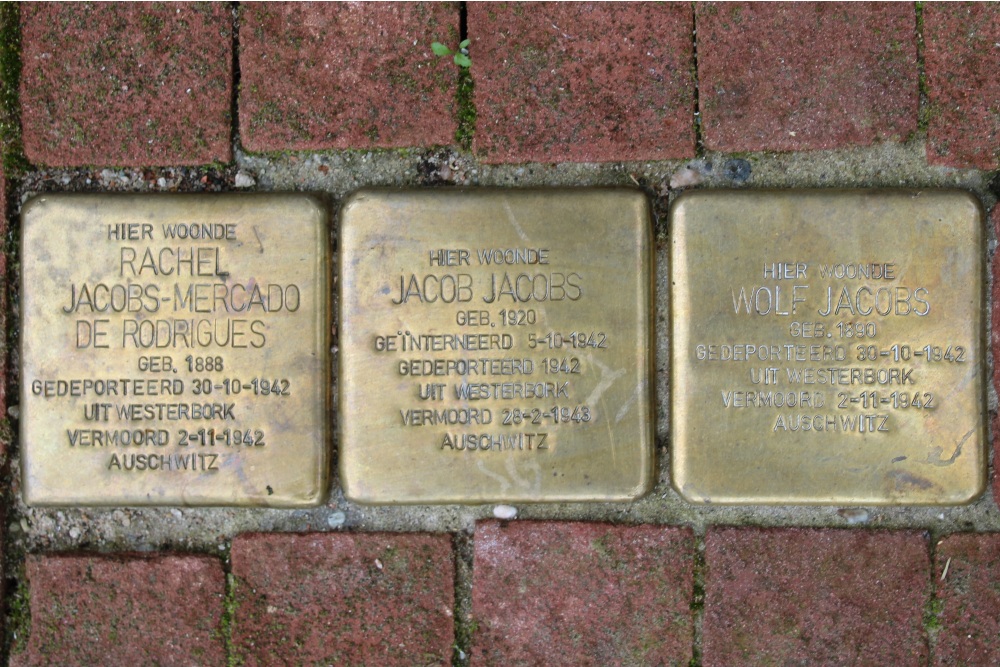 HIER WOONDE
RACHEL
JACOBS-MERCADO
DE RODRIGUES
GEB. 1888
GEDEPORTEERD 30-10-1942
UIT WESTERBORK
VERMOORD 2-11-1942
AUSCHWITZ
HIER WOONDE
JACOB JACOBS
GEB. 1920
GEÏNTERNEERD 5-10-1942
GEDEPORTEERD 1942
UIT WESTERBORK
VERMOORD 28-2-1943
AUSCHWITZ
HIER WOONDE
WOLF JACOBS
GEB. 1890
GEDEPORTEERD 30-10-1942
UIT WESTERBORK
VERMOORD 2-11-1942
AUSCHWITZ